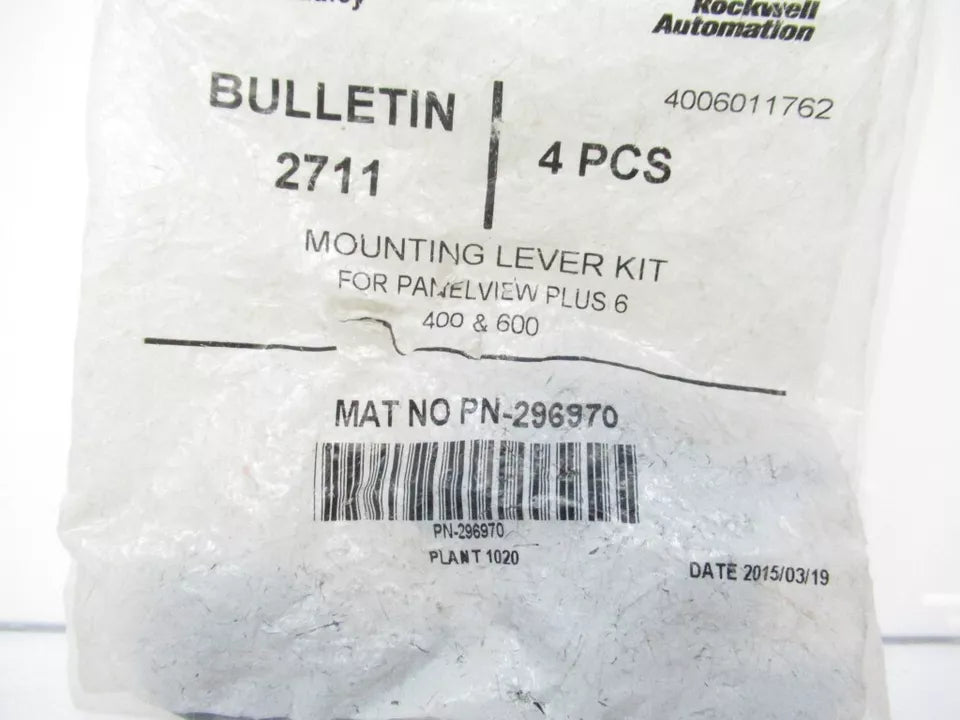 Rockwell
Automation
BULLETIN
2711
4 PCS
4006011762
MOUNTING LEVER KIT
FOR PANELVIEW PLUS 6
400 & 600
MAT NO PN-296970
PN-296970
PLANT 1020
DATE 2015/03/19